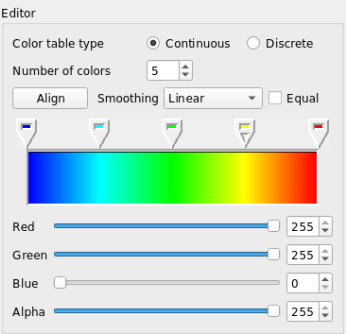 Editor
Color table type Continuous Discrete
Number of colors 5
Align Smoothing Linear Equal
Red 255
Green 255
Blue 0
Alpha 255